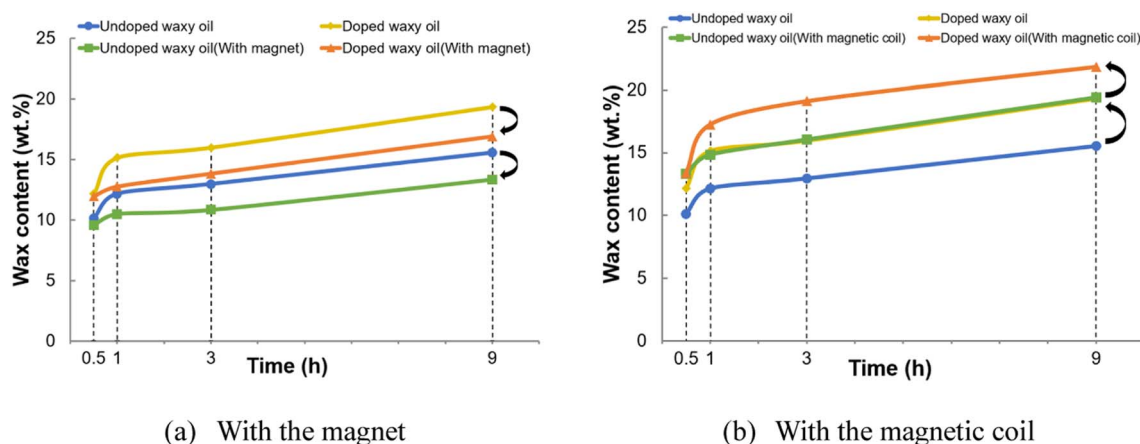 Undoped waxy oil
Doped waxy oil
Undoped waxy oil(With magnet)
Doped waxy oil(With magnet)
25
20
15
10
5
0
Wax content (wt.%)
0.5 1 3 9
Time (h)
(a) With the magnet
Undoped waxy oil
Doped waxy oil
Undoped waxy oil(With magnetic coil)
Doped waxy oil(With magnetic coil)
25
20
15
10
5
0
Wax content (wt.%)
0.5 1 3 9
Time (h)
(b) With the magnetic coil